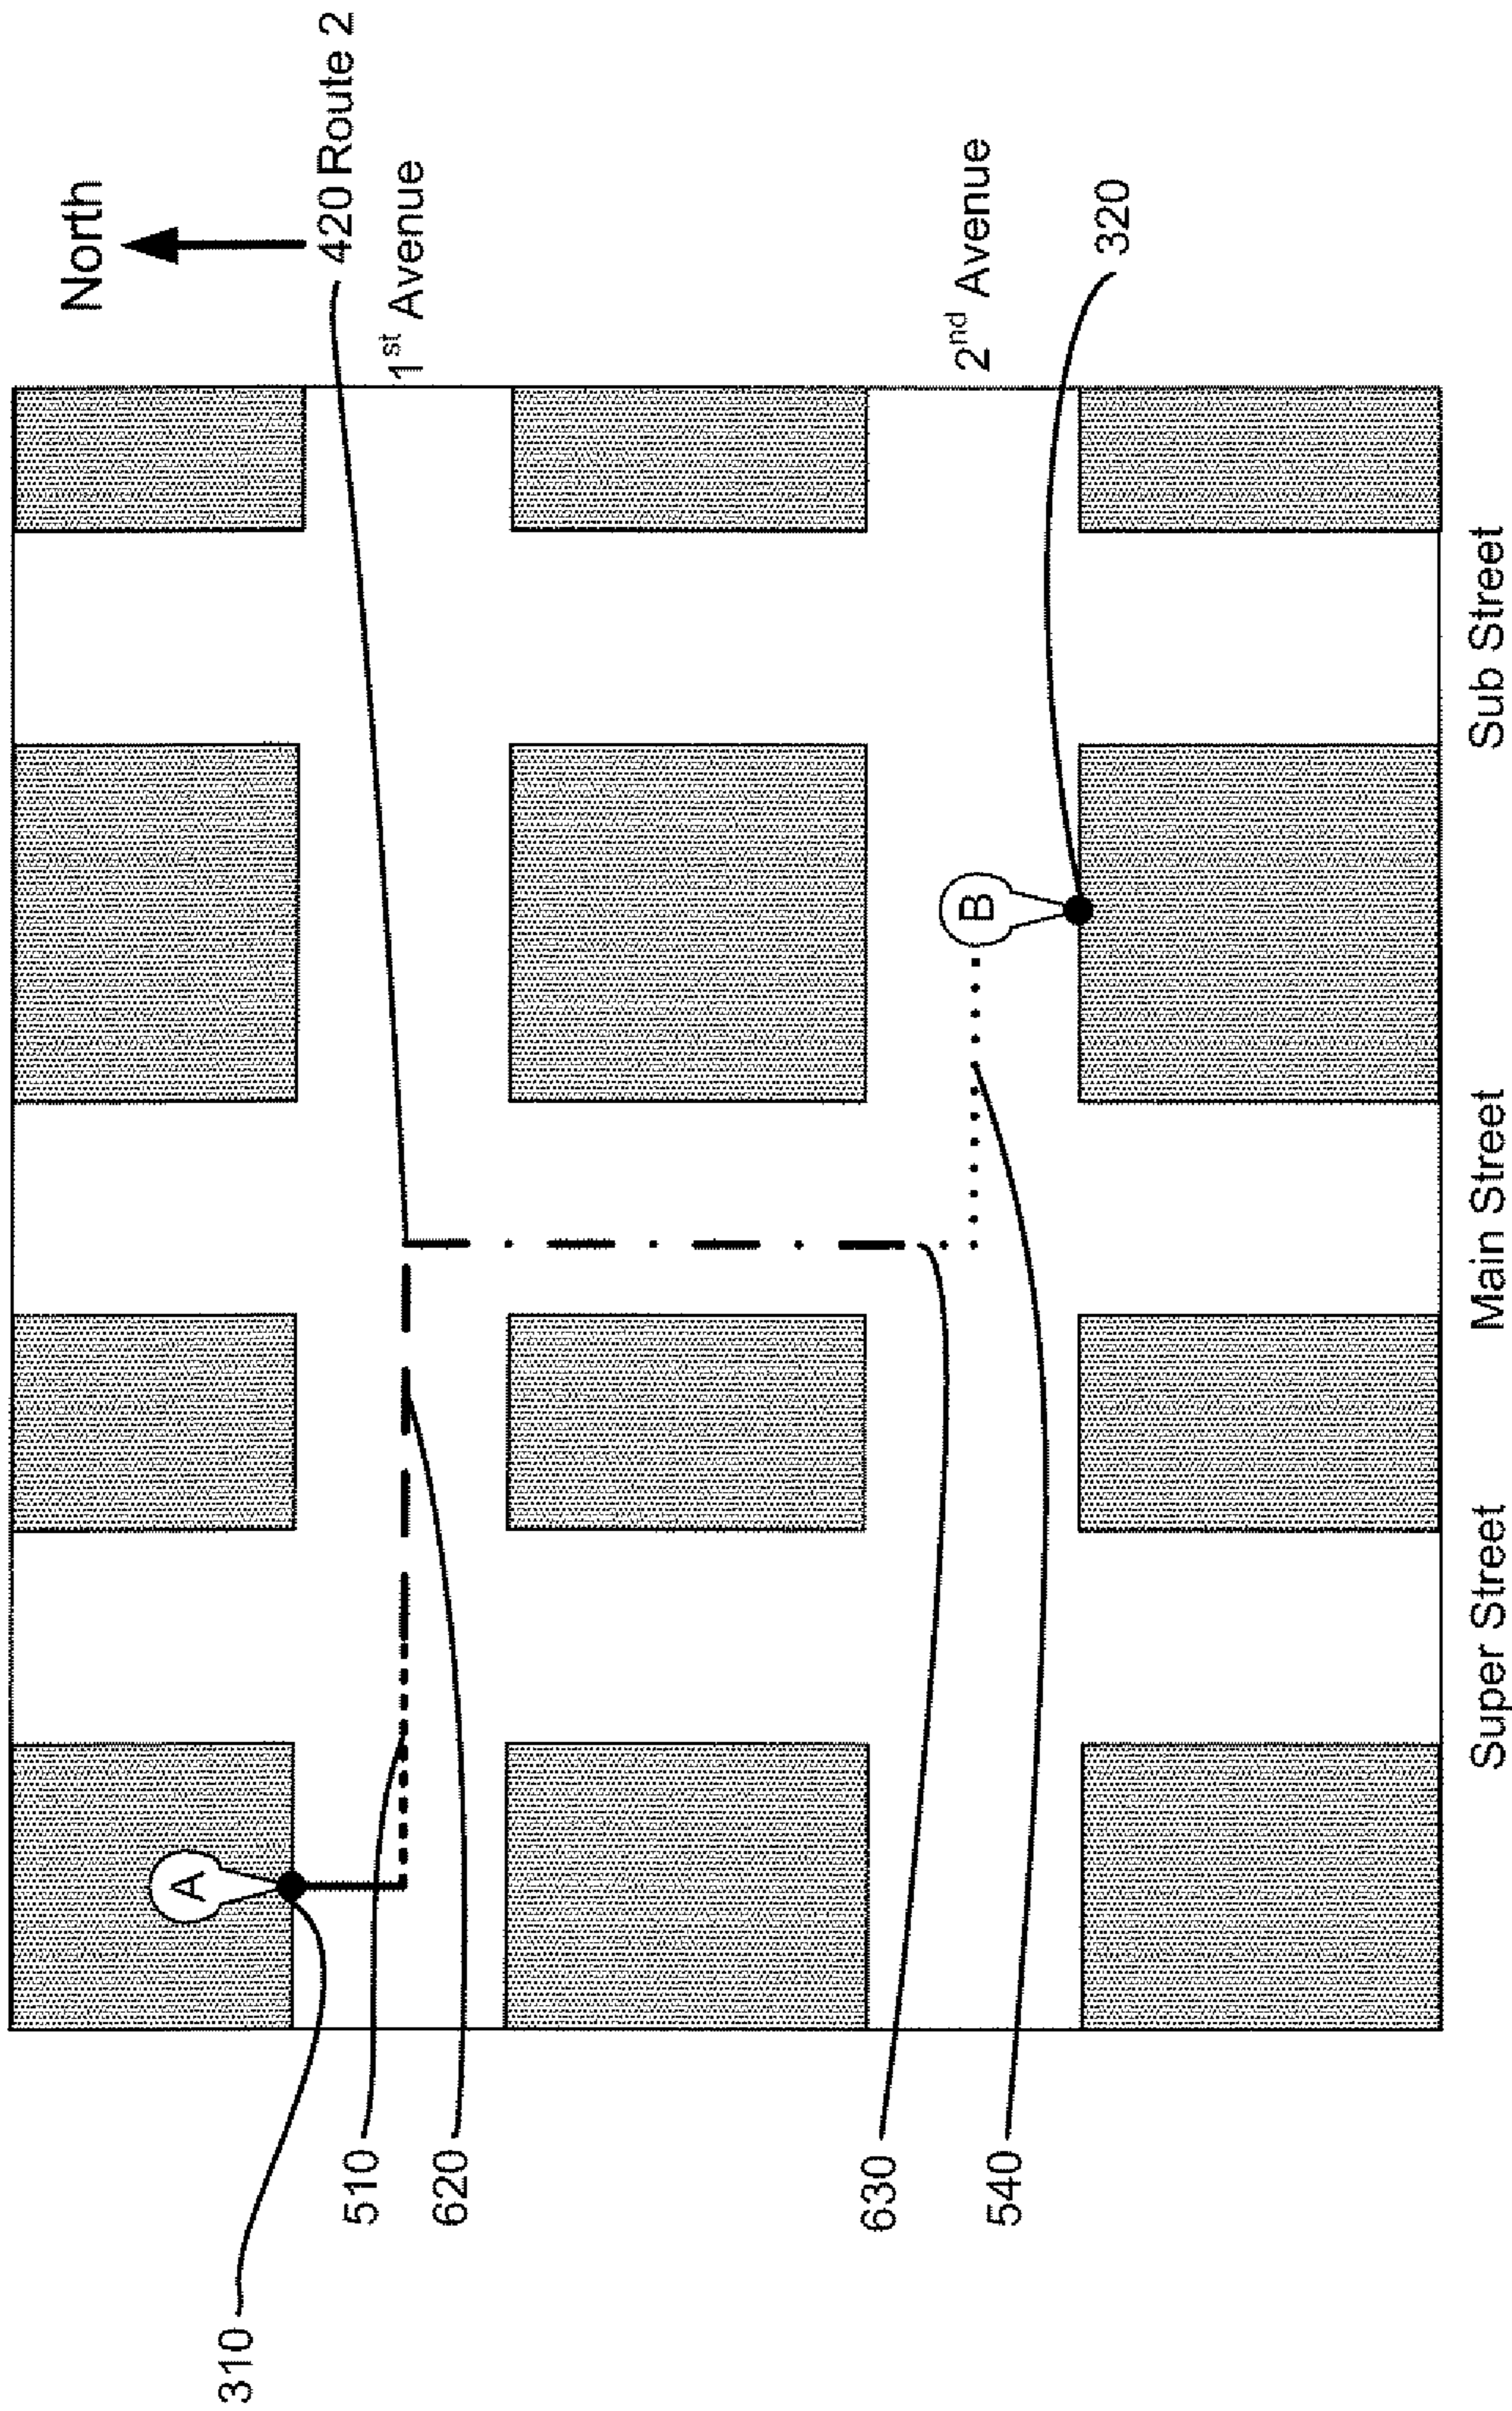 North
420 Route 2
1st Avenue
2nd Avenue
320
A
B
310
510
620
630
540
Super Street
Main Street
Sub Street